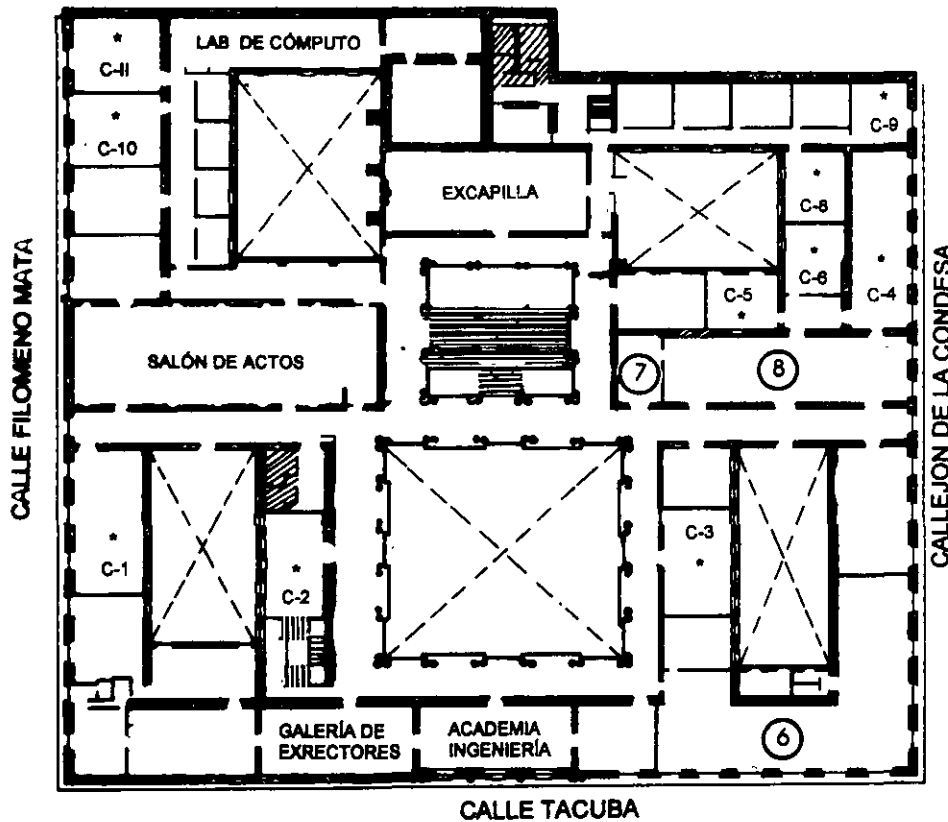 LAB DE CÓMPUTO
*
C-11
*
C-10
*
C-9
EXCAPILLA
*
C-8
*
C-6
*
C-4
C-5
*
SALÓN DE ACTOS
7
8
CALLE FILOMENO MATA
CALLEJON DE LA CONDESA
*
C-1
*
C-2
C-3
*
GALERÍA DE
EXRECTORES
ACADEMIA
INGENIERÍA
6
CALLE TACUBA